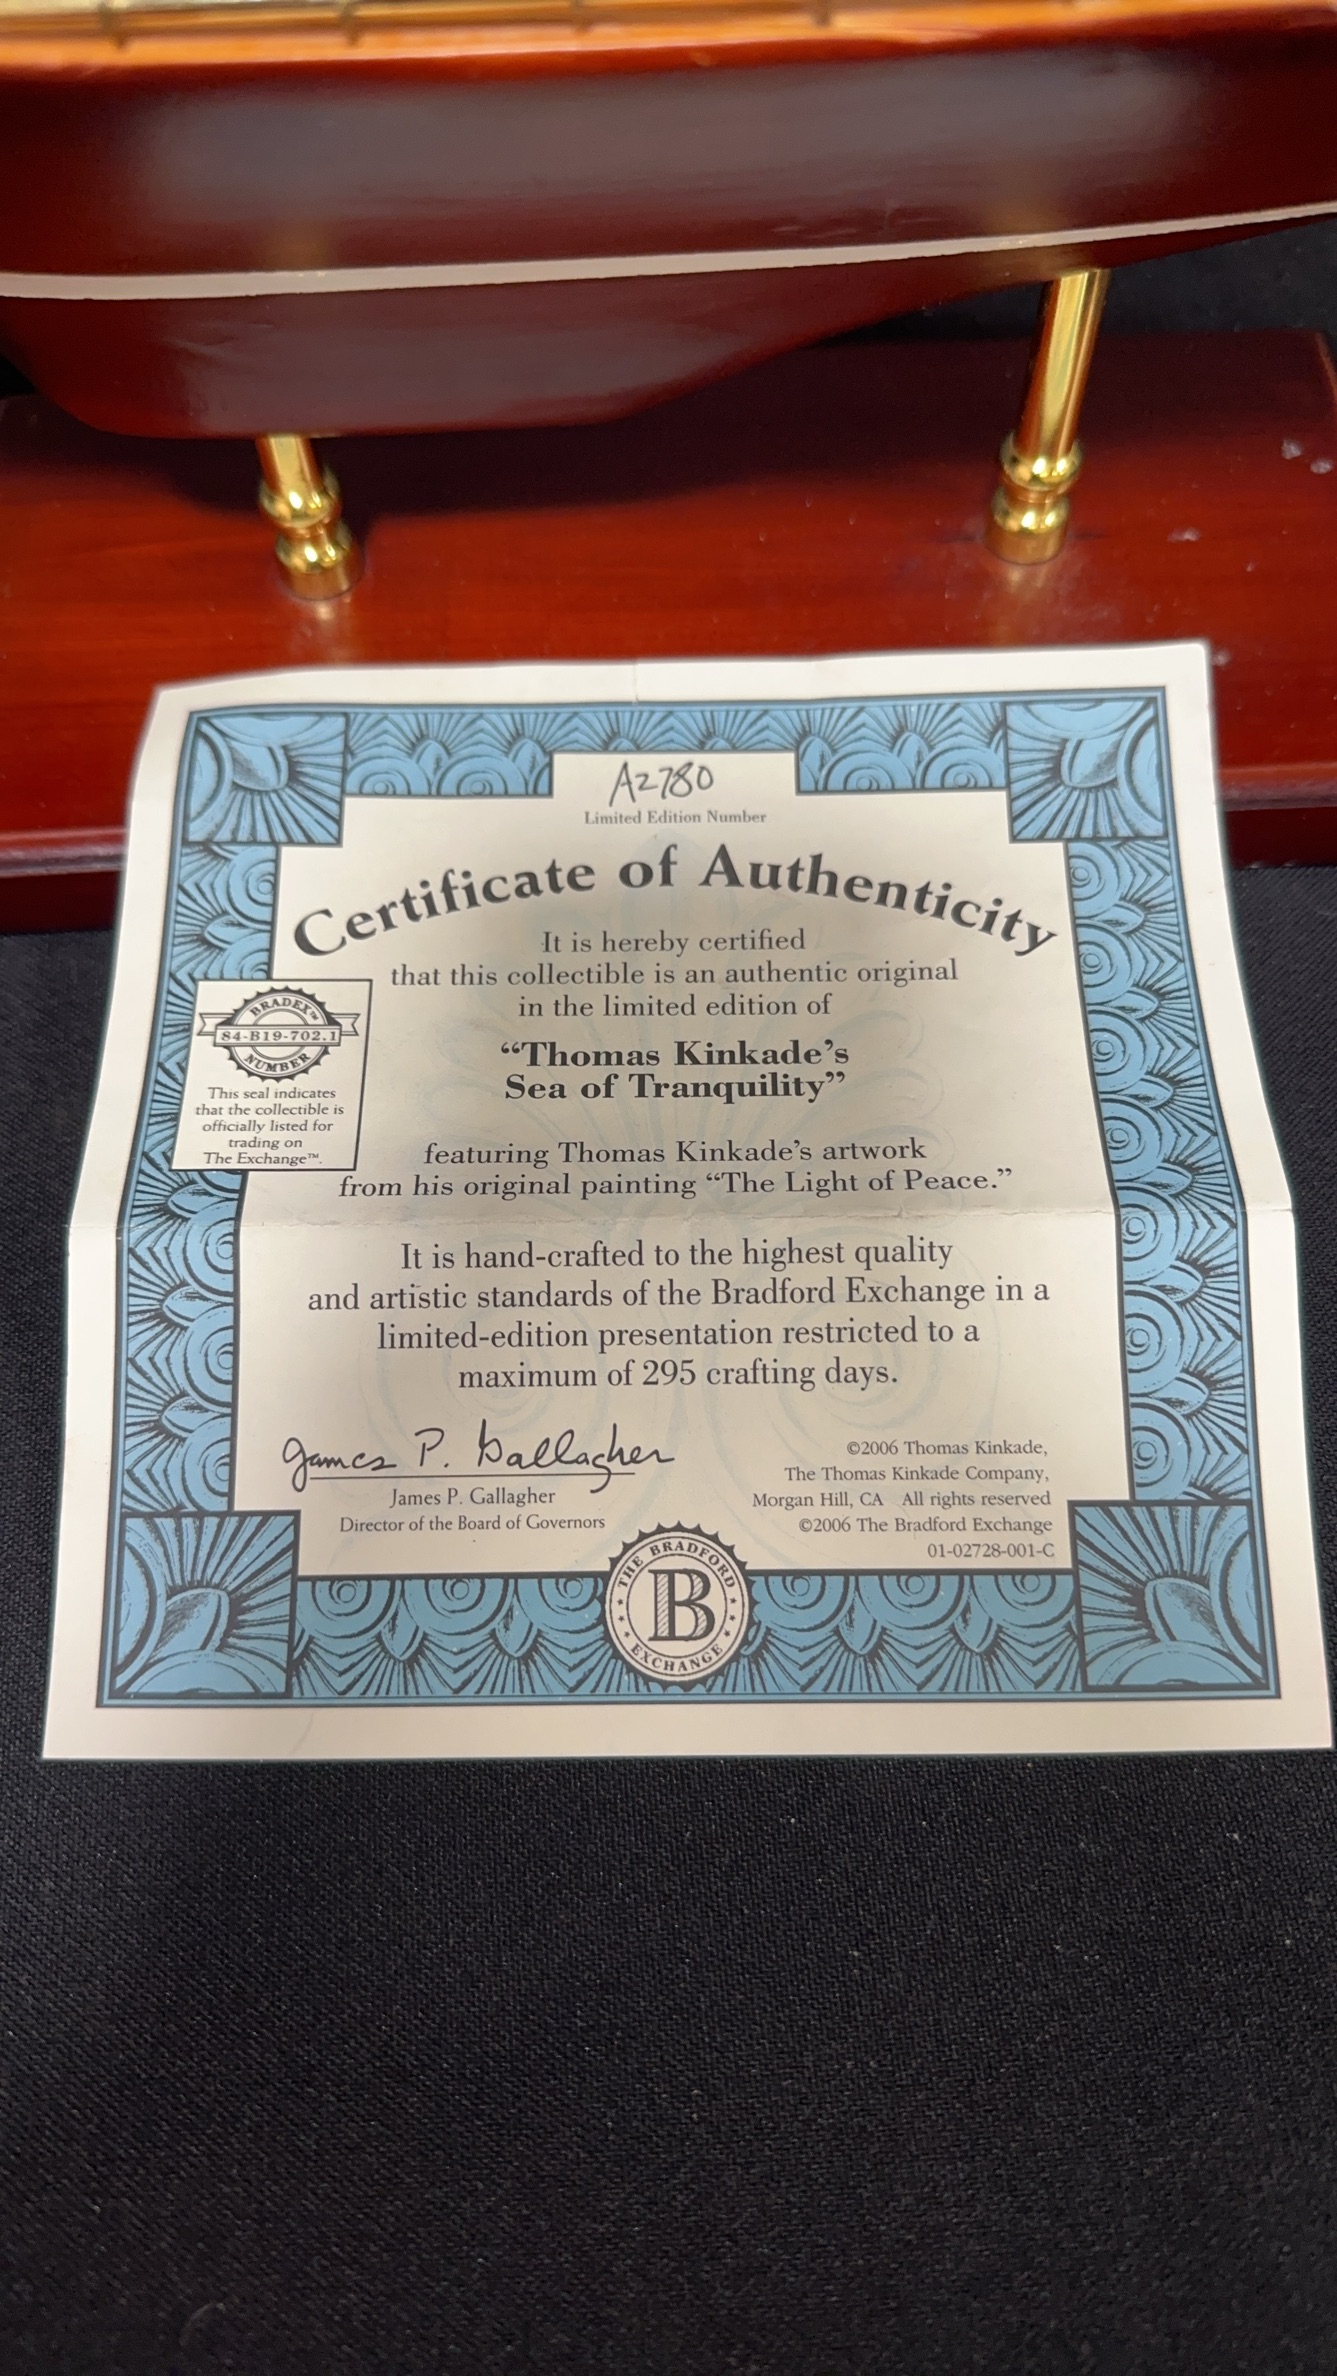 A2780
Limited Edition Number
Certificate of Authenticity
It is hereby certified
that this collectible is an authentic original
in the limited edition of
“Thomas Kinkade’s
Sea of Tranquility”
BRADEX™
84-B19-702.1
NUMBER
This seal indicates
that the collectible is
officially listed for
trading on
The Exchange™.
featuring Thomas Kinkade’s artwork
from his original painting “The Light of Peace.”
It is hand-crafted to the highest quality
and artistic standards of the Bradford Exchange in a
limited-edition presentation restricted to a
maximum of 295 crafting days.
James P. Gallagher
James P. Gallagher
Director of the Board of Governors
©2006 Thomas Kinkade,
The Thomas Kinkade Company,
Morgan Hill, CA All rights reserved
©2006 The Bradford Exchange
01-02728-001-C
THE BRADFORD
B
EXCHANGE